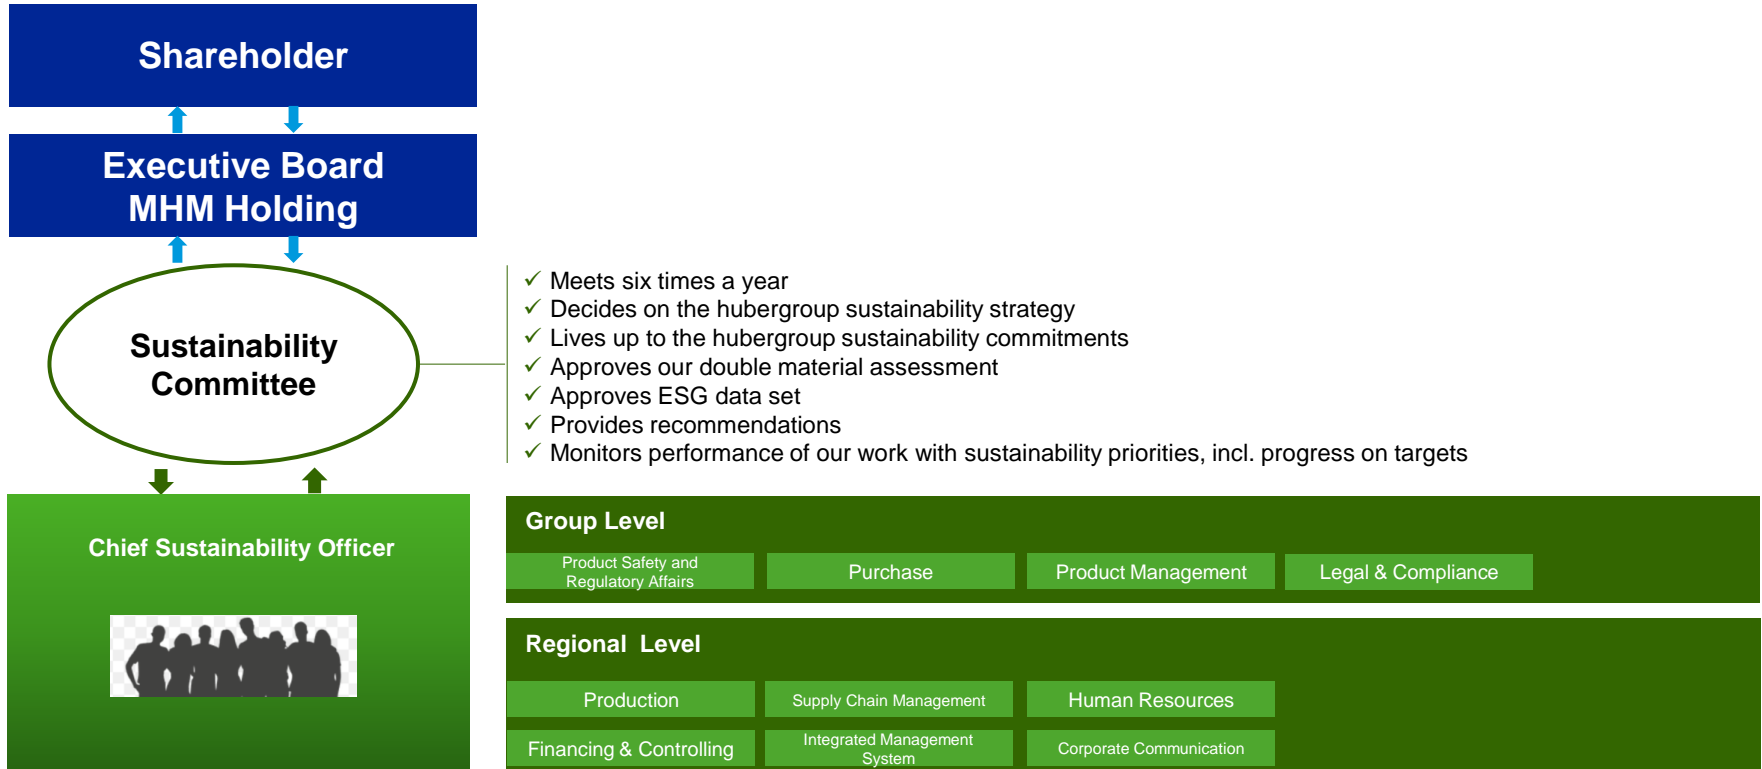 Shareholder
Executive Board
MHM Holding
Sustainability
Committee
✓ Meets six times a year
✓ Decides on the hubergroup sustainability strategy
✓ Lives up to the hubergroup sustainability commitments
✓ Approves our double material assessment
✓ Approves ESG data set
✓ Provides recommendations
✓ Monitors performance of our work with sustainability priorities, incl. progress on targets
Chief Sustainability Officer
Group Level
Product Safety and
Regulatory Affairs
Purchase
Product Management
Legal & Compliance
Regional Level
Production
Supply Chain Management
Human Resources
Financing & Controlling
Integrated Management
System
Corporate Communication